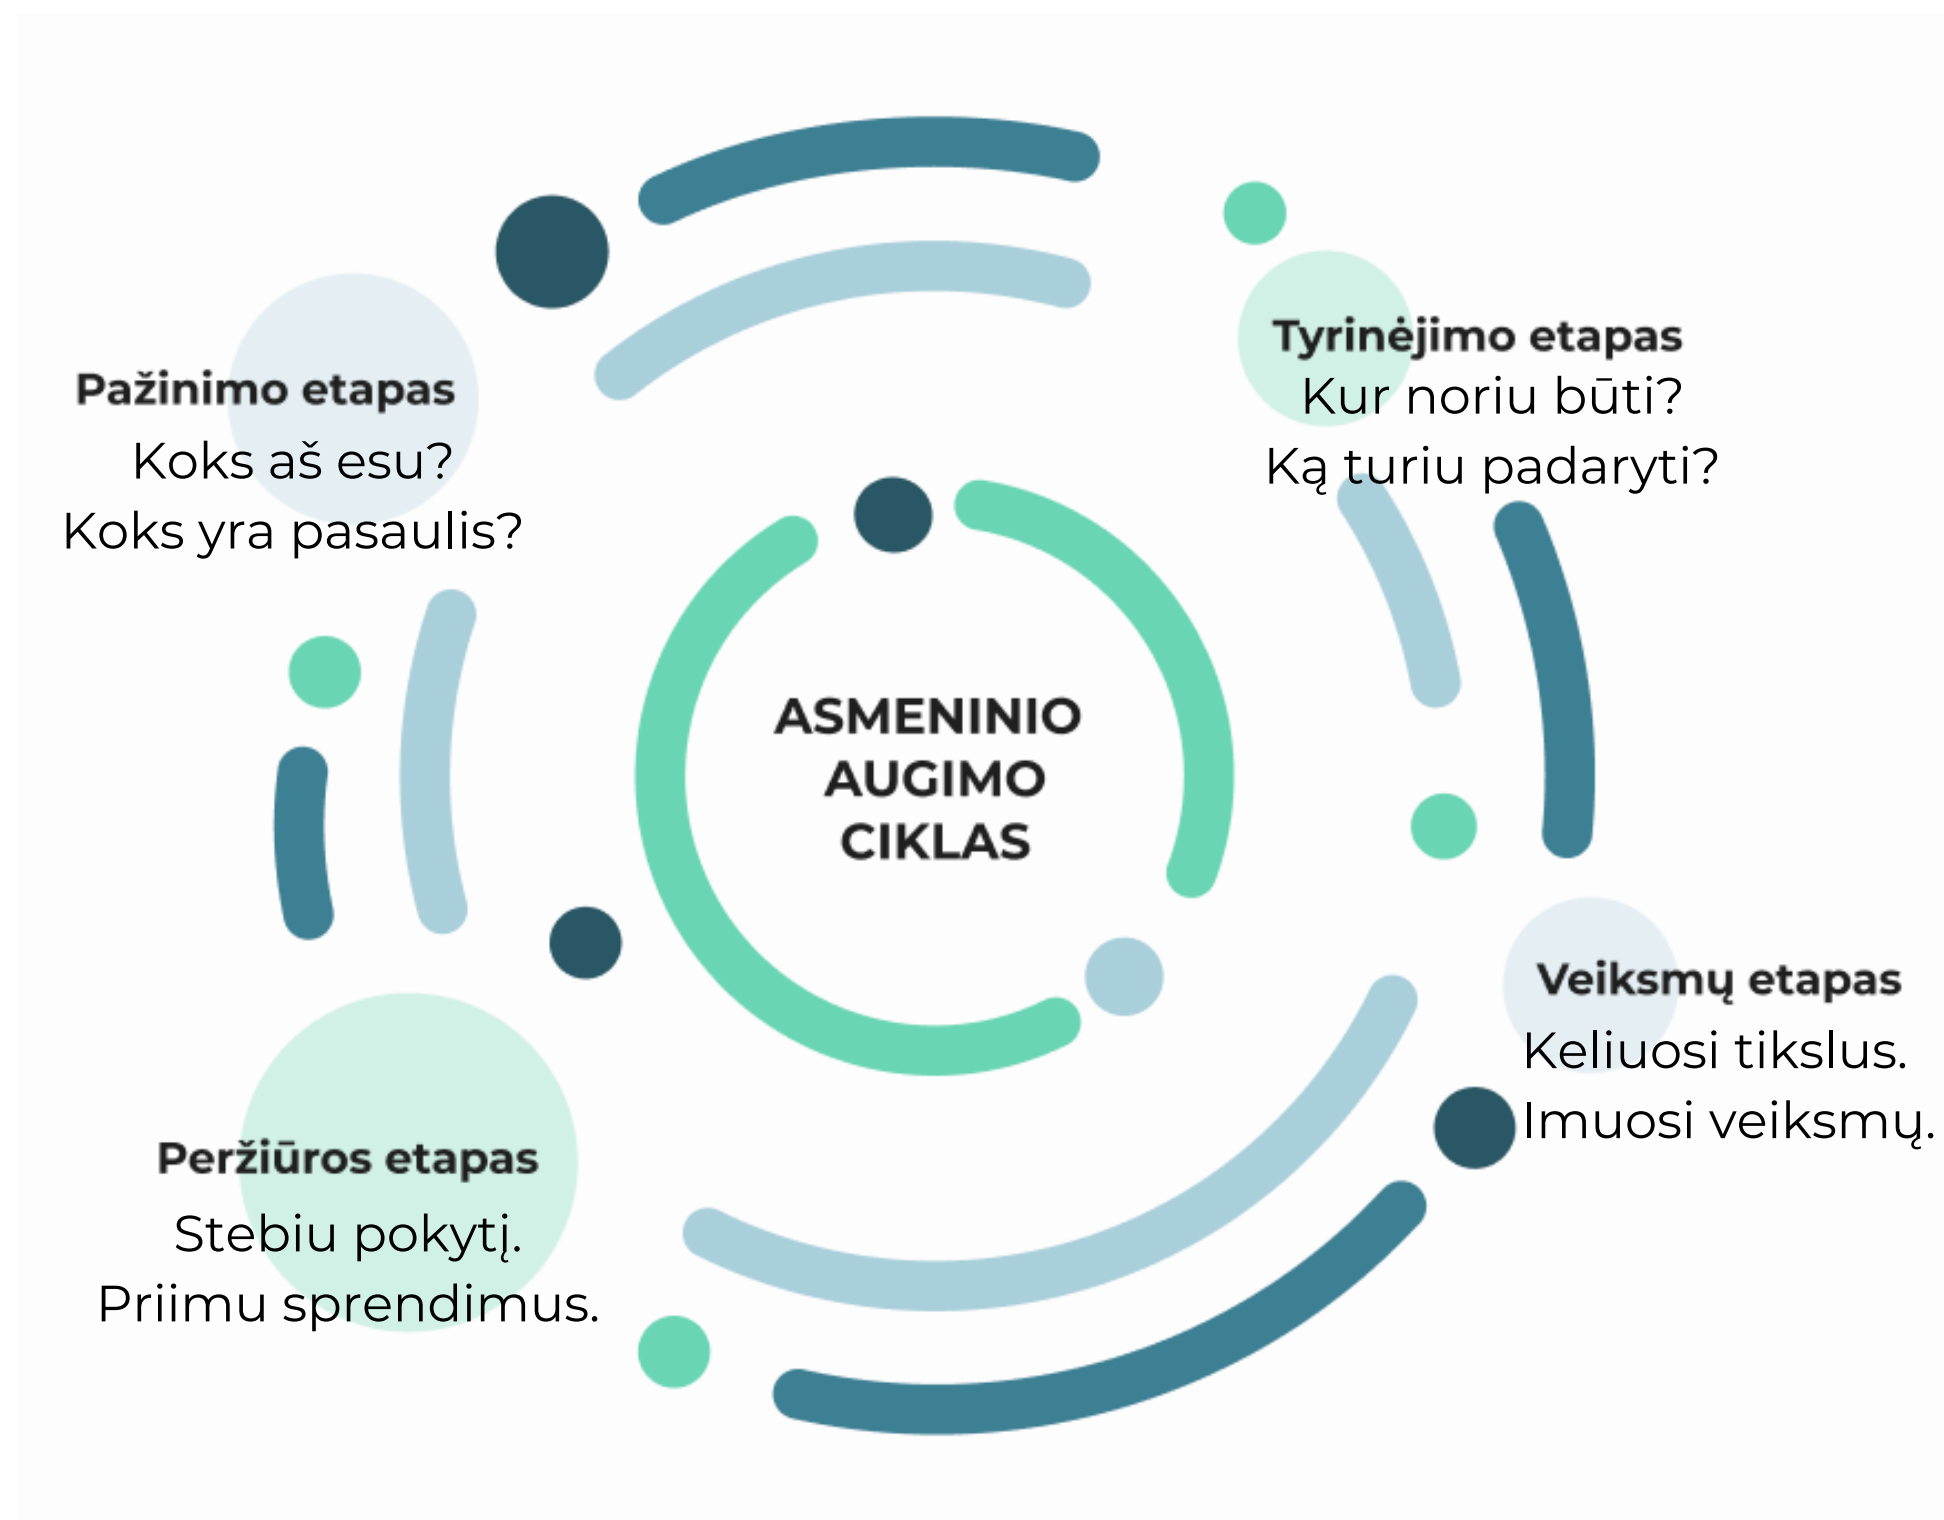 Pažinimo etapas
Koks aš esu?
Koks yra pasaulis?
Tyrinėjimo etapas
Kur noriu būti?
Ką turiu padaryti?
ASMENINIO
AUGIMO
CIKLAS
Veiksmų etapas
Keliuosi tikslus.
Imuosi veiksmų.
Peržiūros etapas
Stebiu pokytį.
Priimu sprendimus.